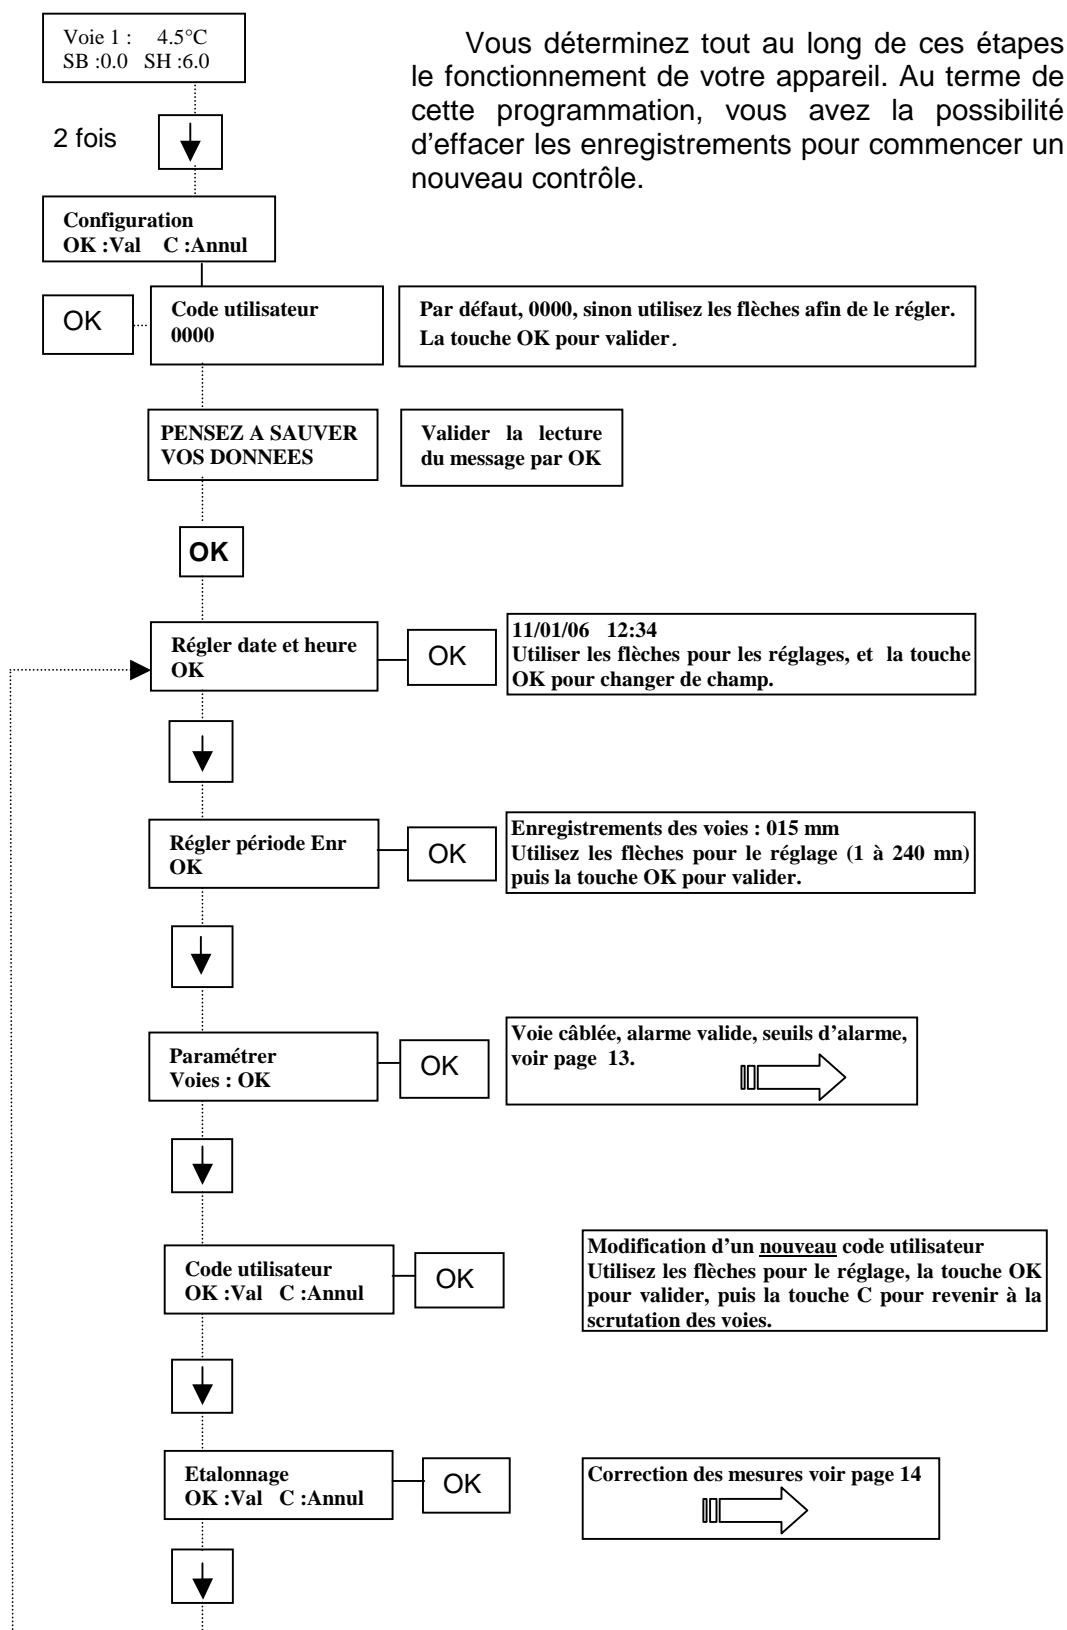 Voie 1 : 4.5°C
SB :0.0 SH :6.0
Vous déterminez tout au long de ces étapes
le fonctionnement de votre appareil. Au terme de
cette programmation, vous avez la possibilité
d'effacer les enregistrements pour commencer un
nouveau contrôle.
2 fois
Configuration
OK :Val C :Annul
OK
Code utilisateur
0000
Par défaut, 0000, sinon utilisez les flèches afin de le régler.
La touche OK pour valider.
PENSEZ A SAUVER
VOS DONNEES
Valider la lecture
du message par OK
OK
Régler date et heure
OK
OK
11/01/06 12:34
Utiliser les flèches pour les réglages, et la touche
OK pour changer de champ.
Régler période Enr
OK
OK
Enregistrements des voies : 015 mm
Utilisez les flèches pour le réglage (1 à 240 mn)
puis la touche OK pour valider.
Paramétrer
Voies : OK
OK
Voie câblée, alarme valide, seuils d'alarme,
voir page 13.
Code utilisateur
OK :Val C :Annul
OK
Modification d'un nouveau code utilisateur
Utilisez les flèches pour le réglage, la touche OK
pour valider, puis la touche C pour revenir à la
scrutation des voies.
Etalonnage
OK :Val C :Annul
OK
Correction des mesures voir page 14